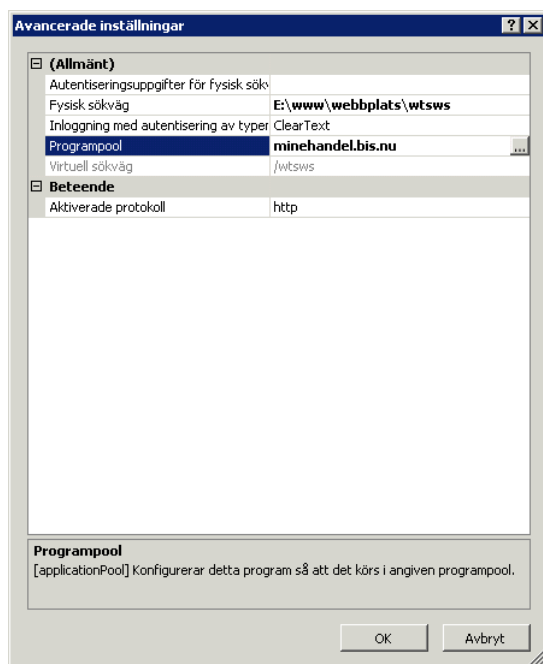 Avancerade inställningar
(Allmänt)
Autentiseringsuppgifter för fysisk sökv
Fysisk sökväg E:\www\webbplats\wtsws
Inloggning med autentisering av typen ClearText
Programpool minehandel.bis.nu ...
Virtuell sökväg /wtsws
Beteende
Aktiverade protokoll http
Programpool
[applicationPool] Konfigurerar detta program så att det körs i angiven programpool.
OK Avbryt